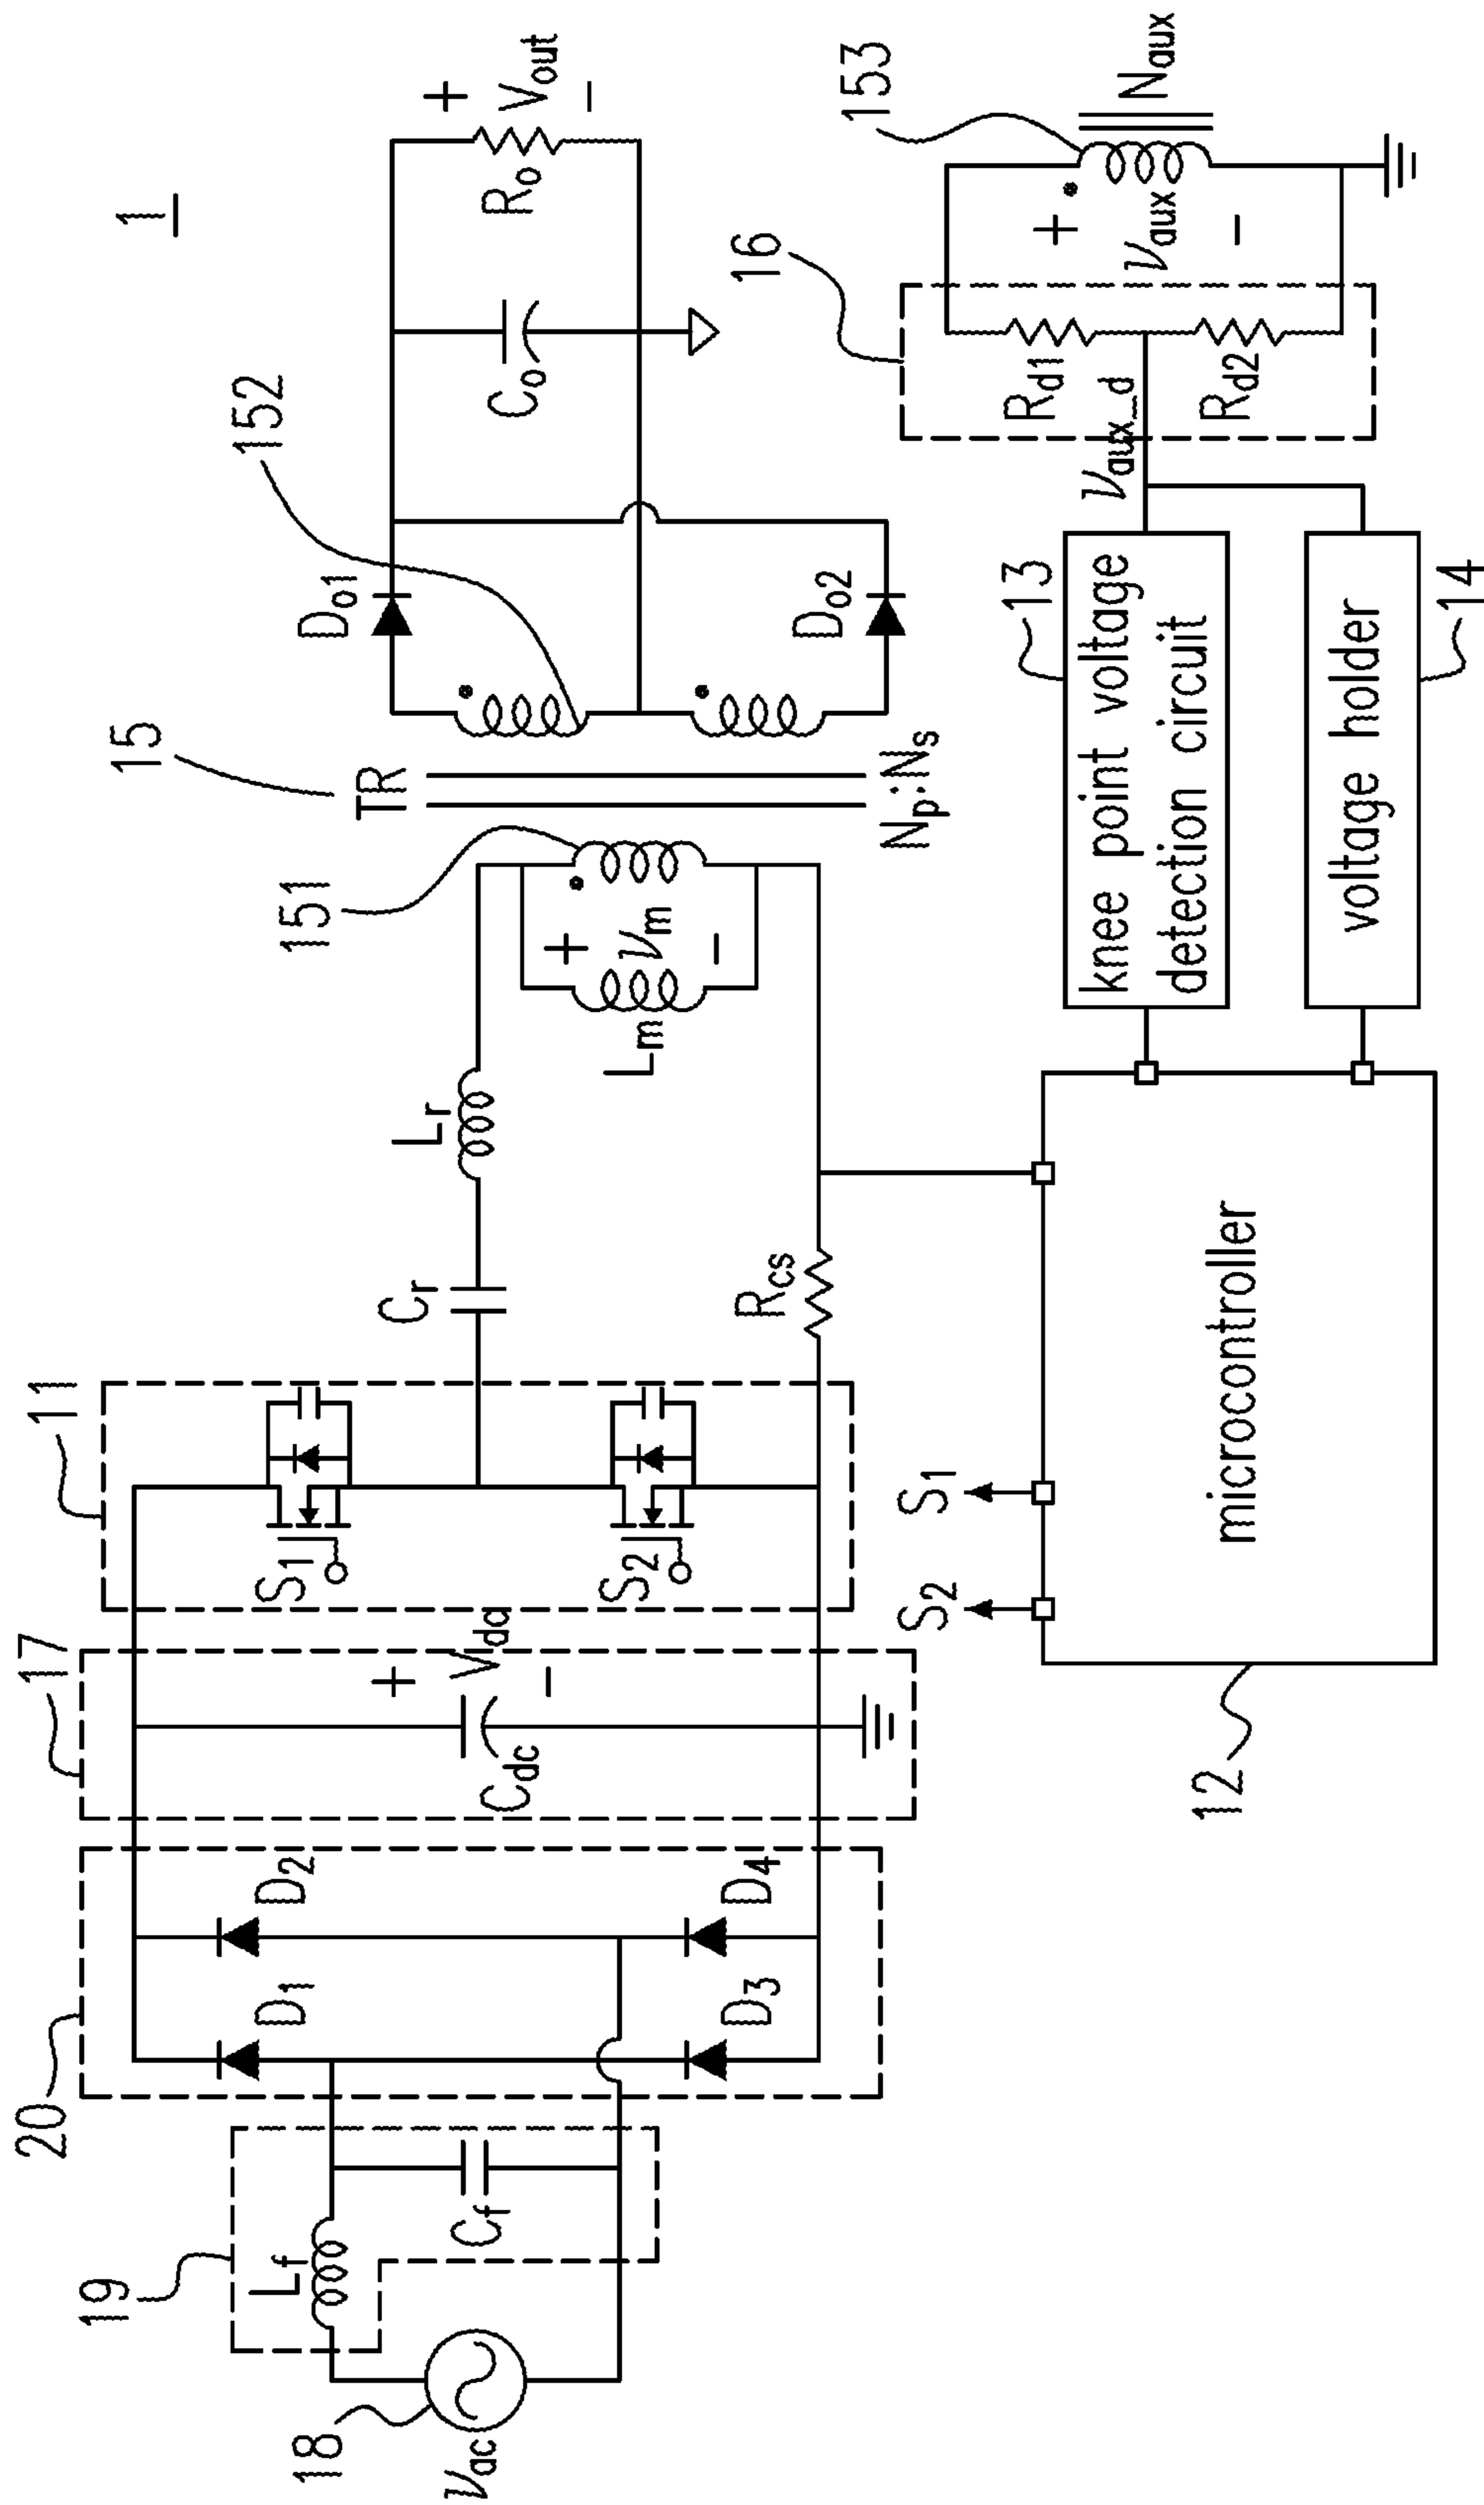 1
15
152
151
11
17
20
19
18
TR
Np:Ns
Do1
Do2
Co
Ro
+
Vout
-
Lr
Cr
Lm
+
Vm
-
Rcs
S1
S2
Cdc
+
Vdc
-
D1
D2
D3
D4
Lf
Cf
Vac
153
16
Naux
+
Vaux
-
Rd1
Rd2
Vaux_d
13
knee point voltage
detection circuit
14
voltage holder
12
microcontroller
S2
S1